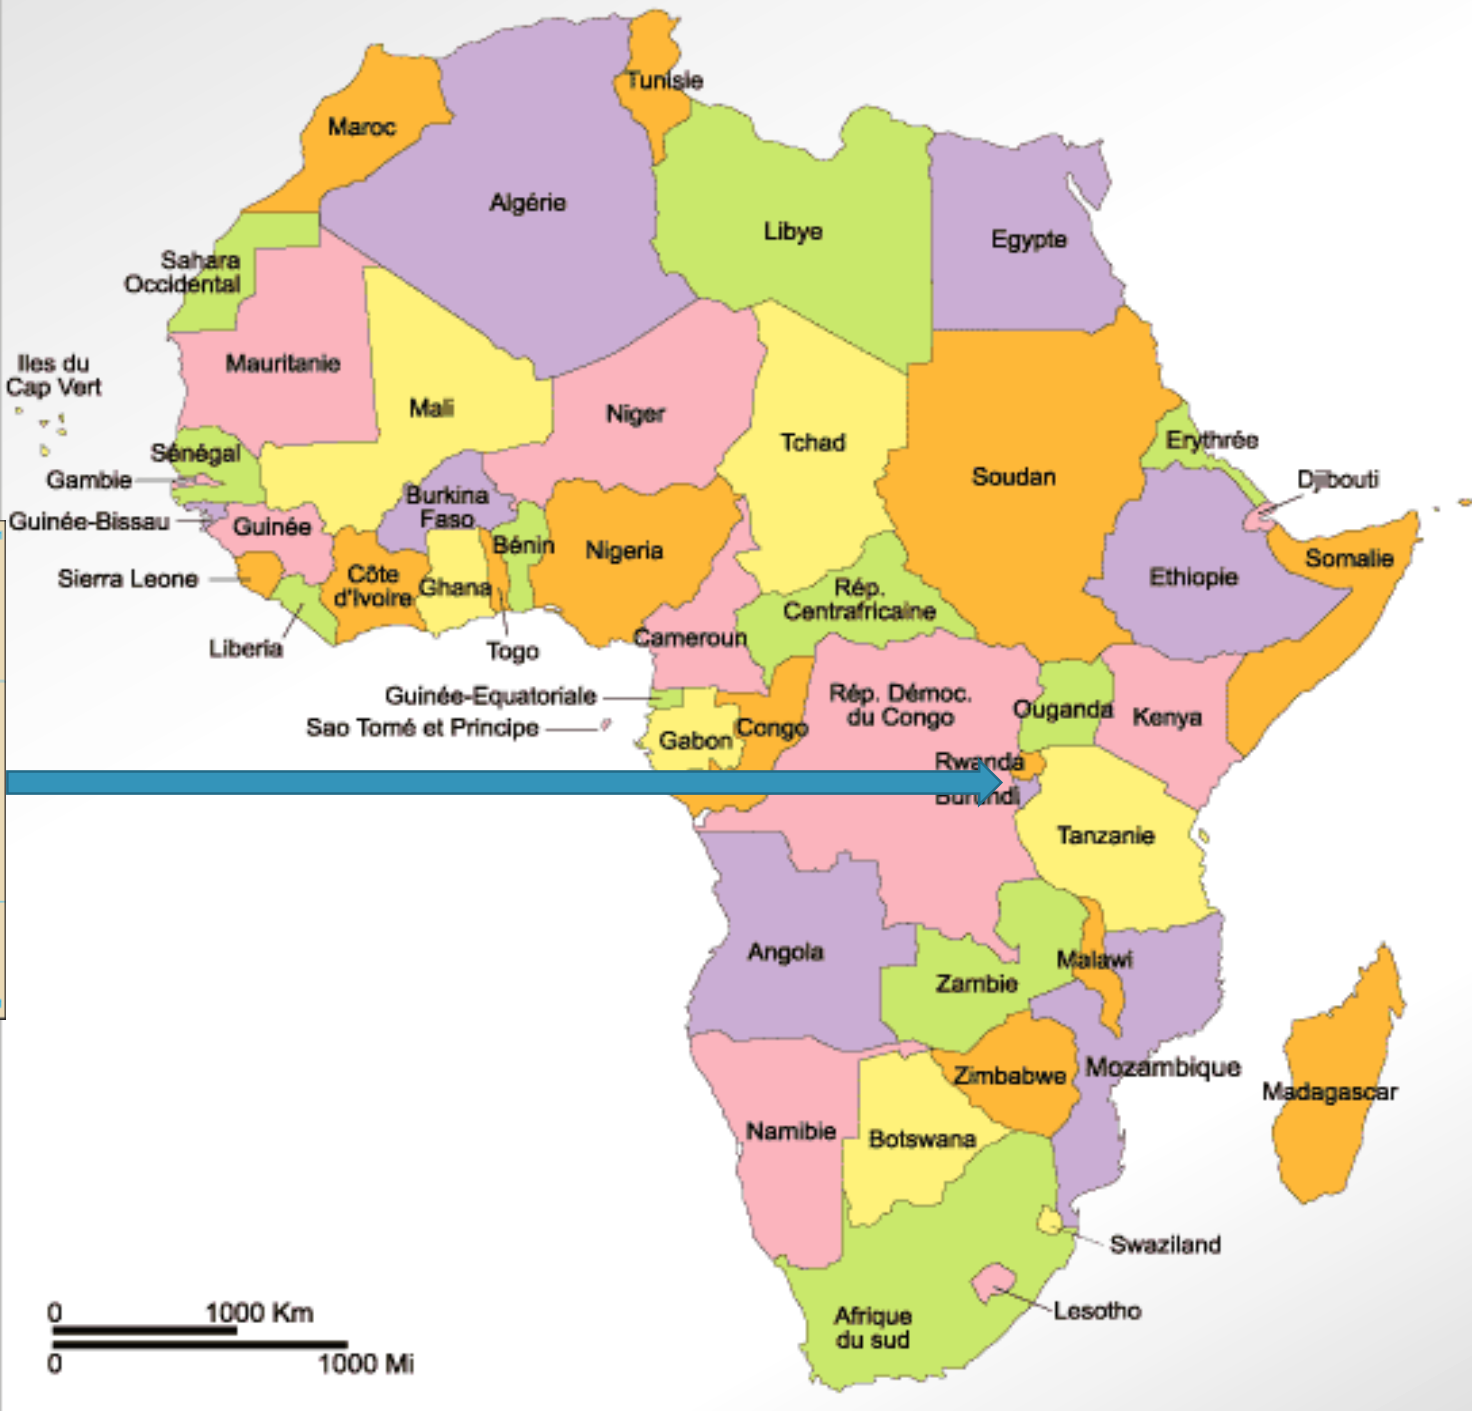 Tunisie
Maroc
Algérie
Libye
Egypte
Sahara
Occidental
Iles du
Cap Vert
Mauritanie
Mali
Niger
Tchad
Soudan
Erythrée
Djibouti
Sénégal
Gambie
Guinée-Bissau
Guinée
Burkina
Faso
Bénin
Nigeria
Somalie
Sierra Leone
Côte
d'Ivoire
Ghana
Ethiopie
Rép.
Centrafricaine
Liberia
Togo
Cameroun
Guinée-Equatoriale
Sao Tomé et Principe
Gabon
Congo
Rép. Démoc.
du Congo
Ouganda
Kenya
Rwanda
Burundi
Tanzanie
Angola
Zambie
Malawi
Mozambique
Zimbabwe
Madagascar
Namibie
Botswana
Swaziland
Lesotho
Afrique
du sud
0 1000 Km
0 1000 Mi